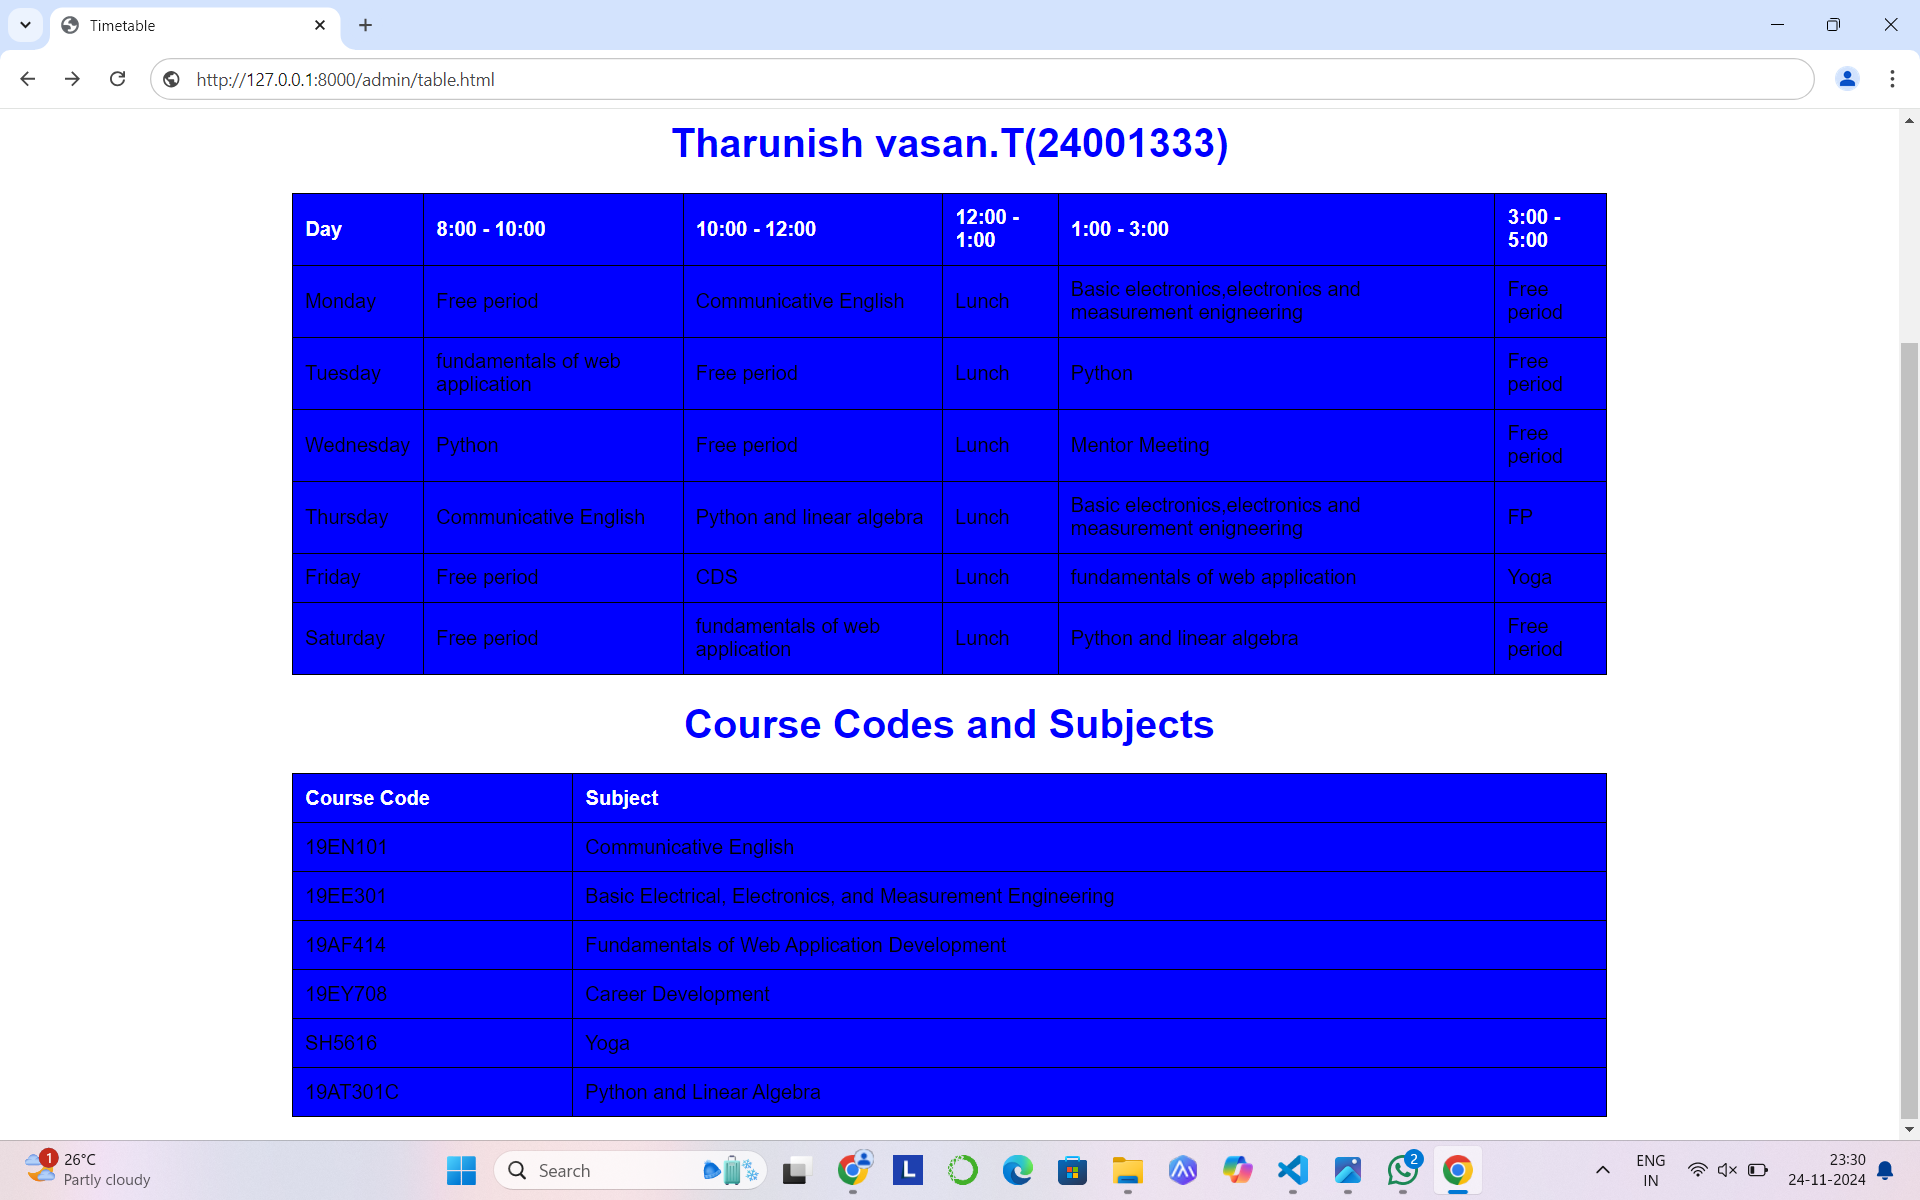 Timetable
http://127.0.0.1:8000/admin/table.html
Tharunish vasan.T(24001333)
Day 8:00 - 10:00 10:00 - 12:00 12:00 - 1:00 1:00 - 3:00 3:00 - 5:00
Monday Free period Communicative English Lunch Basic electronics,electronics and measurement enigneering Free period
Tuesday fundamentals of web application Free period Lunch Python Free period
Wednesday Python Free period Lunch Mentor Meeting Free period
Thursday Communicative English Python and linear algebra Lunch Basic electronics,electronics and measurement enigneering FP
Friday Free period CDS Lunch fundamentals of web application Yoga
Saturday Free period fundamentals of web application Lunch Python and linear algebra Free period
Course Codes and Subjects
Course Code Subject
19EN101 Communicative English
19EE301 Basic Electrical, Electronics, and Measurement Engineering
19AF414 Fundamentals of Web Application Development
19EY708 Career Development
SH5616 Yoga
19AT301C Python and Linear Algebra
1 26°C
Partly cloudy
Search
L
2
ENG
IN
23:30
24-11-2024